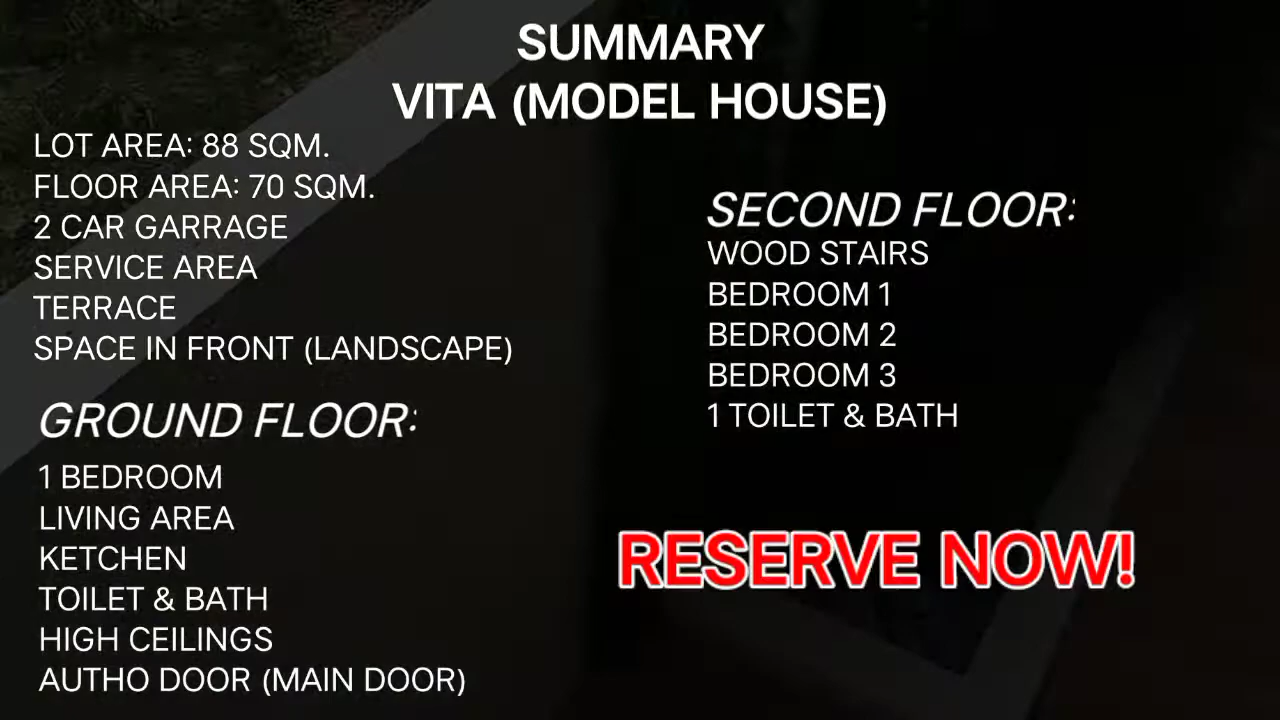 SUMMARY
VITA (MODEL HOUSE)
LOT AREA: 88 SQM.
FLOOR AREA: 70 SQM.
2 CAR GARRAGE
SERVICE AREA
TERRACE
SPACE IN FRONT (LANDSCAPE)
GROUND FLOOR:
1 BEDROOM
LIVING AREA
KETCHEN
TOILET & BATH
HIGH CEILINGS
AUTHO DOOR (MAIN DOOR)
SECOND FLOOR:
WOOD STAIRS
BEDROOM 1
BEDROOM 2
BEDROOM 3
1 TOILET & BATH
RESERVE NOW!